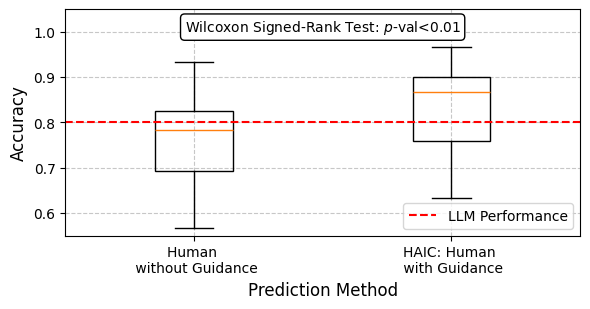 Wilcoxon Signed-Rank Test: p-val<0.01
1.0
0.9
0.8
0.7
0.6
Accuracy
LLM Performance
Human
without Guidance
HAIC: Human
with Guidance
Prediction Method